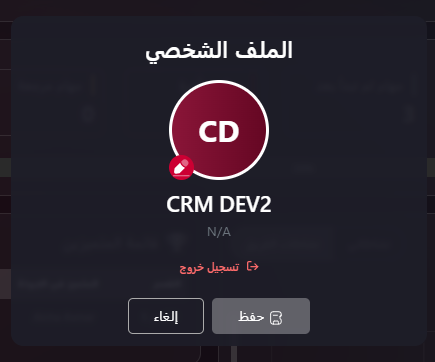 الملف الشخصي
CD
CRM DEV2
N/A
تسجيل خروج
حفظ
إلغاء